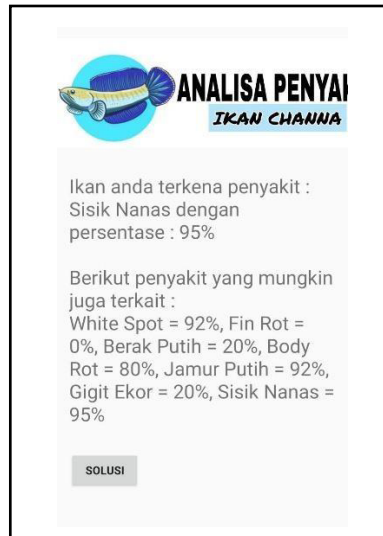 ANALISA PENYAK
IKAN CHANNA
Ikan anda terkena penyakit :
Sisik Nanas dengan
persentase : 95%
Berikut penyakit yang mungkin
juga terkait :
White Spot = 92%, Fin Rot =
0%, Berak Putih = 20%, Body
Rot = 80%, Jamur Putih = 92%,
Gigit Ekor = 20%, Sisik Nanas =
95%
SOLUSI